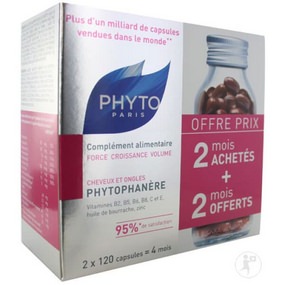 Plus d'un milliard de capsules
vendues dans le monde**
PHYTO
PARIS
Complément alimentaire
FORCE CROISSANCE VOLUME
CHEVEUX ET ONGLES
PHYTOPHANÈRE
Vitamines B2, B5, B6, B8, C et E,
huile de bourrache, zinc
95%* de satisfaction
2 x 120 capsules = 4 mois
OFFRE PRIX
2 mois
ACHETÉS
+
2 mois
OFFERTS